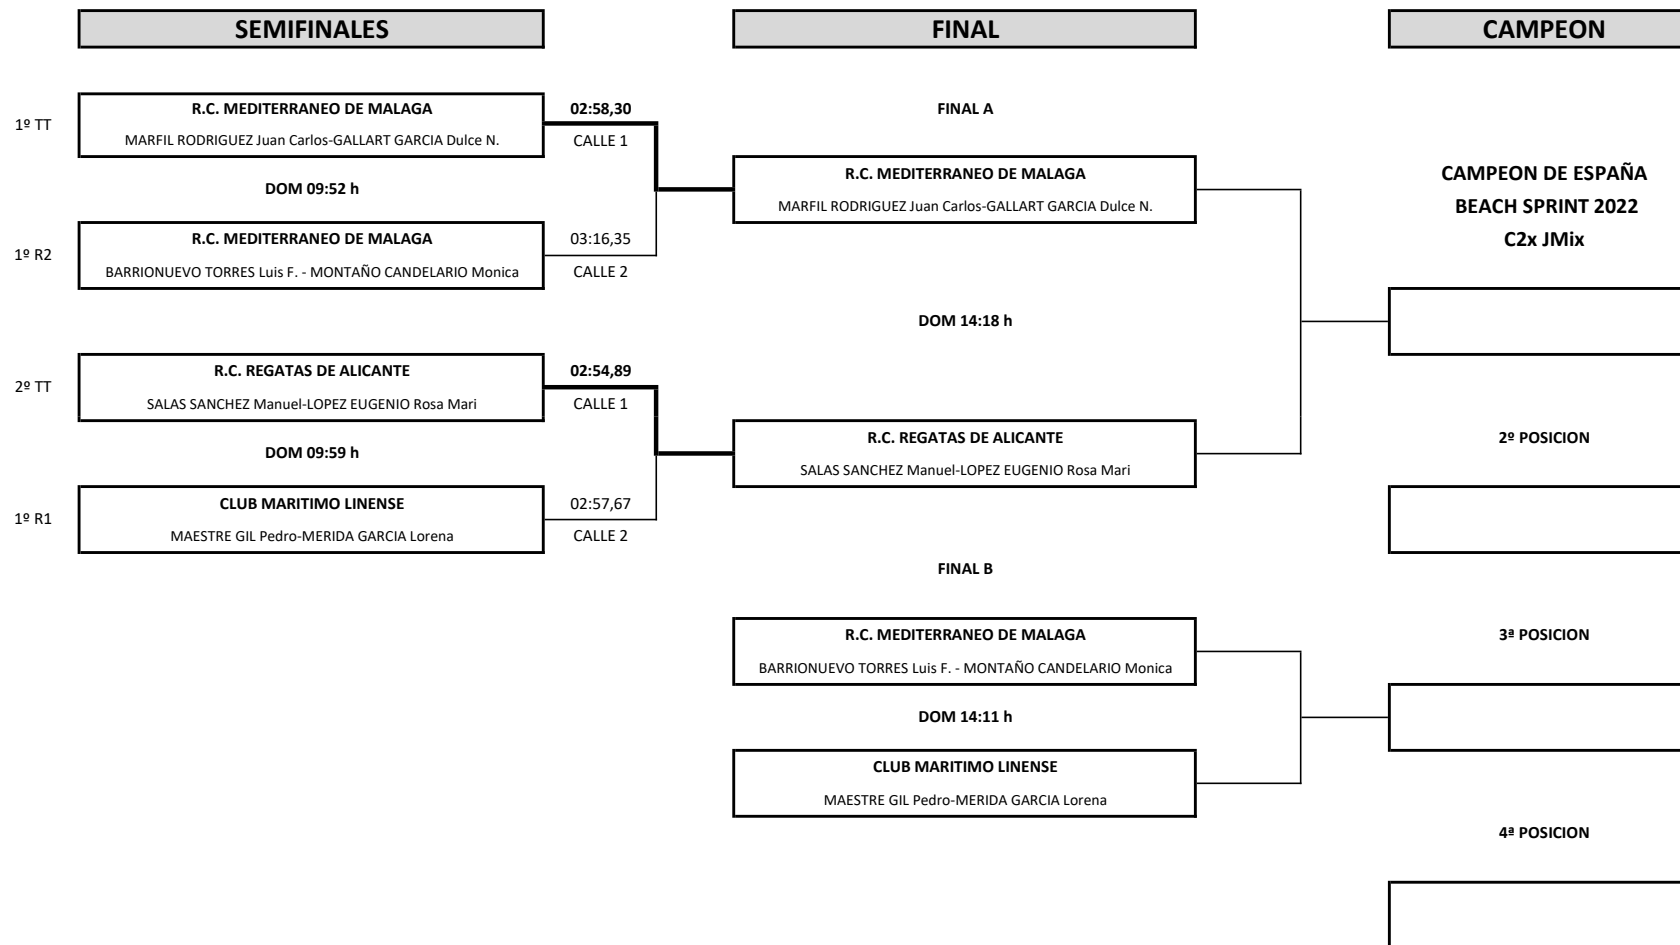 SEMIFINALES
FINAL
CAMPEON
1º TT
R.C. MEDITERRANEO DE MALAGA
MARFIL RODRIGUEZ Juan Carlos-GALLART GARCIA Dulce N.
02:58,30
CALLE 1
DOM 09:52 h
1º R2
R.C. MEDITERRANEO DE MALAGA
BARRIONUEVO TORRES Luis F. - MONTAÑO CANDELARIO Monica
03:16,35
CALLE 2
2º TT
R.C. REGATAS DE ALICANTE
SALAS SANCHEZ Manuel-LOPEZ EUGENIO Rosa Mari
02:54,89
CALLE 1
DOM 09:59 h
1º R1
CLUB MARITIMO LINENSE
MAESTRE GIL Pedro-MERIDA GARCIA Lorena
02:57,67
CALLE 2
FINAL A
R.C. MEDITERRANEO DE MALAGA
MARFIL RODRIGUEZ Juan Carlos-GALLART GARCIA Dulce N.
DOM 14:18 h
R.C. REGATAS DE ALICANTE
SALAS SANCHEZ Manuel-LOPEZ EUGENIO Rosa Mari
FINAL B
R.C. MEDITERRANEO DE MALAGA
BARRIONUEVO TORRES Luis F. - MONTAÑO CANDELARIO Monica
DOM 14:11 h
CLUB MARITIMO LINENSE
MAESTRE GIL Pedro-MERIDA GARCIA Lorena
CAMPEON DE ESPAÑA
BEACH SPRINT 2022
C2x JMix
2º POSICION
3ª POSICION
4ª POSICION